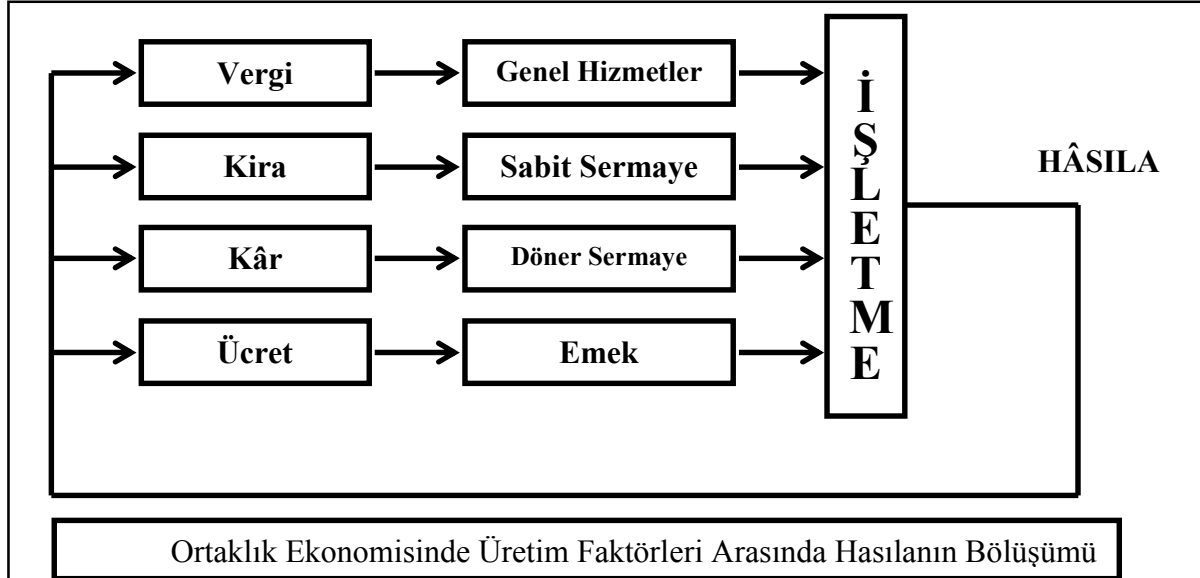 Vergi
Genel Hizmetler
Kira
Sabit Sermaye
Kâr
Döner Sermaye
Ücret
Emek
İŞLETME
HÂSILA
Ortaklık Ekonomisinde Üretim Faktörleri Arasında Hasılanın Bölüşümü